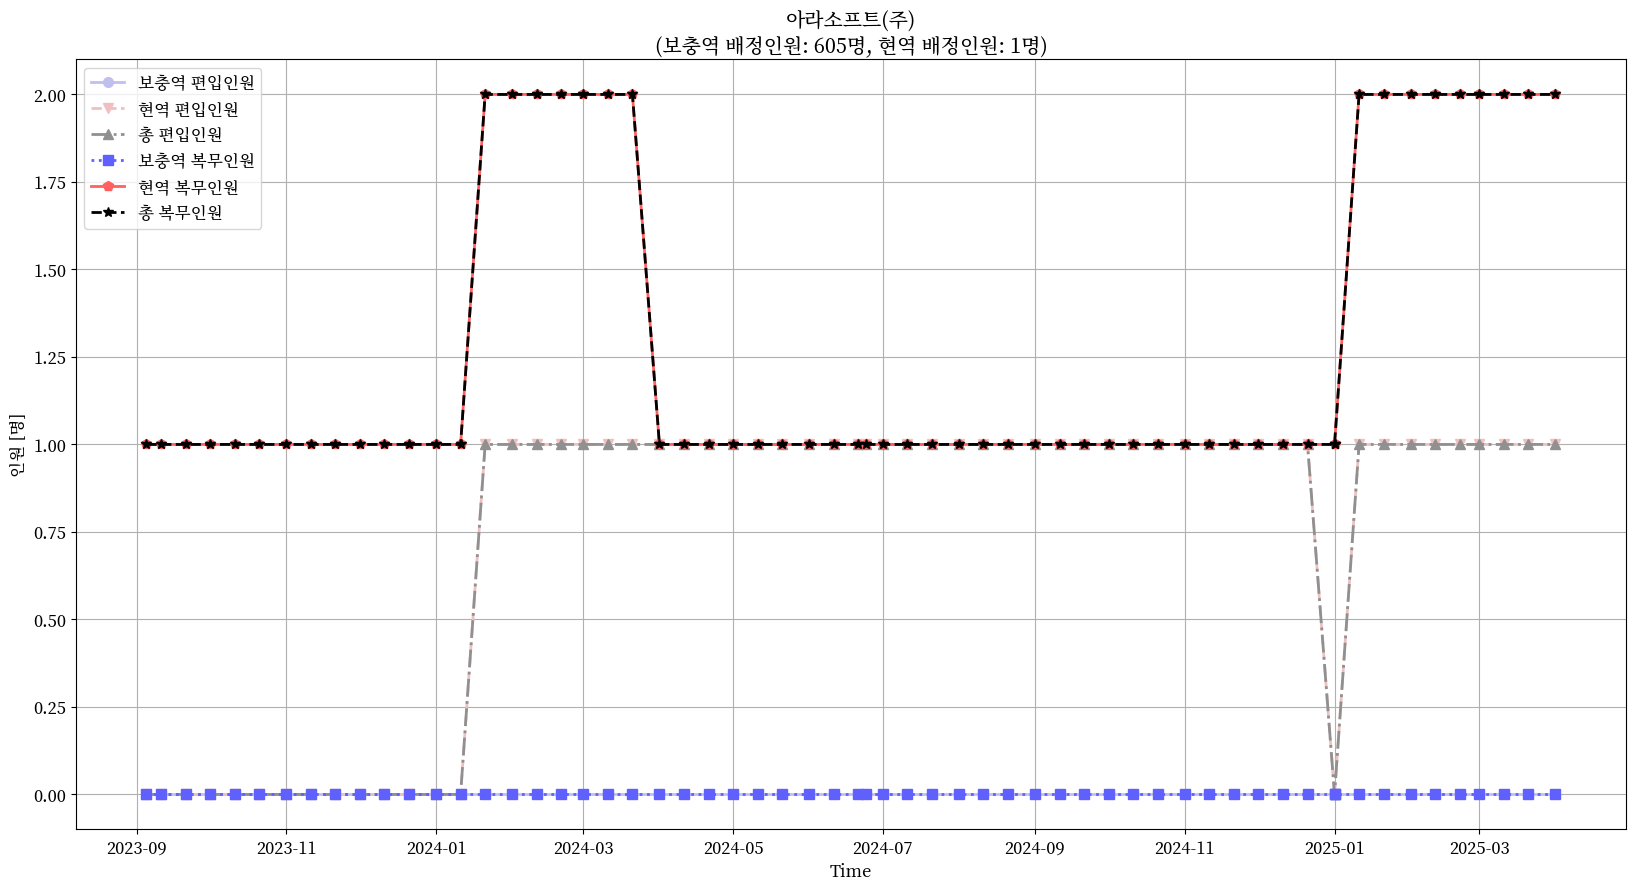 아라소프트(주)
(보충역 배정인원: 605명, 현역 배정인원: 1명)
보충역 편입인원
현역 편입인원
총 편입인원
보충역 복무인원
현역 복무인원
총 복무인원
인원 [명]
2.00
1.75
1.50
1.25
1.00
0.75
0.50
0.25
0.00
2023-09 2023-11 2024-01 2024-03 2024-05 2024-07 2024-09 2024-11 2025-01 2025-03
Time